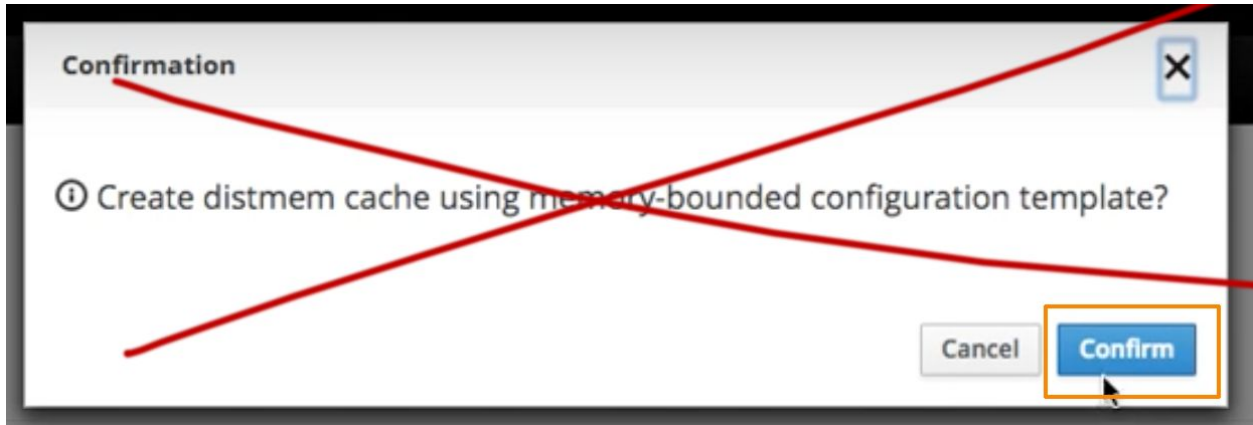 Confirmation
Create distmem cache using memory-bounded configuration template?
Cancel Confirm